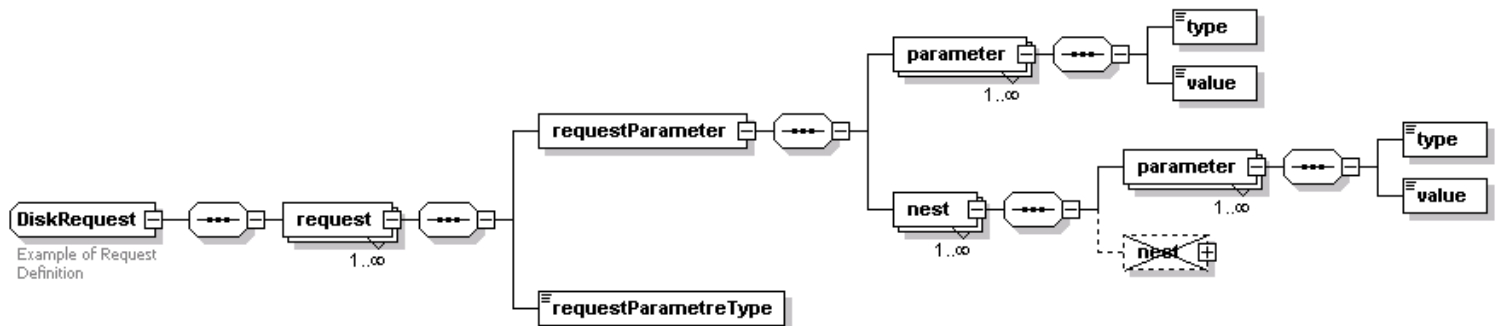 type
parameter
value
1..∞
requestParameter
type
parameter
value
DiskRequest
request
nest
1..∞
1..∞
nest
Example of Request
Definition
1..∞
requestParametreType